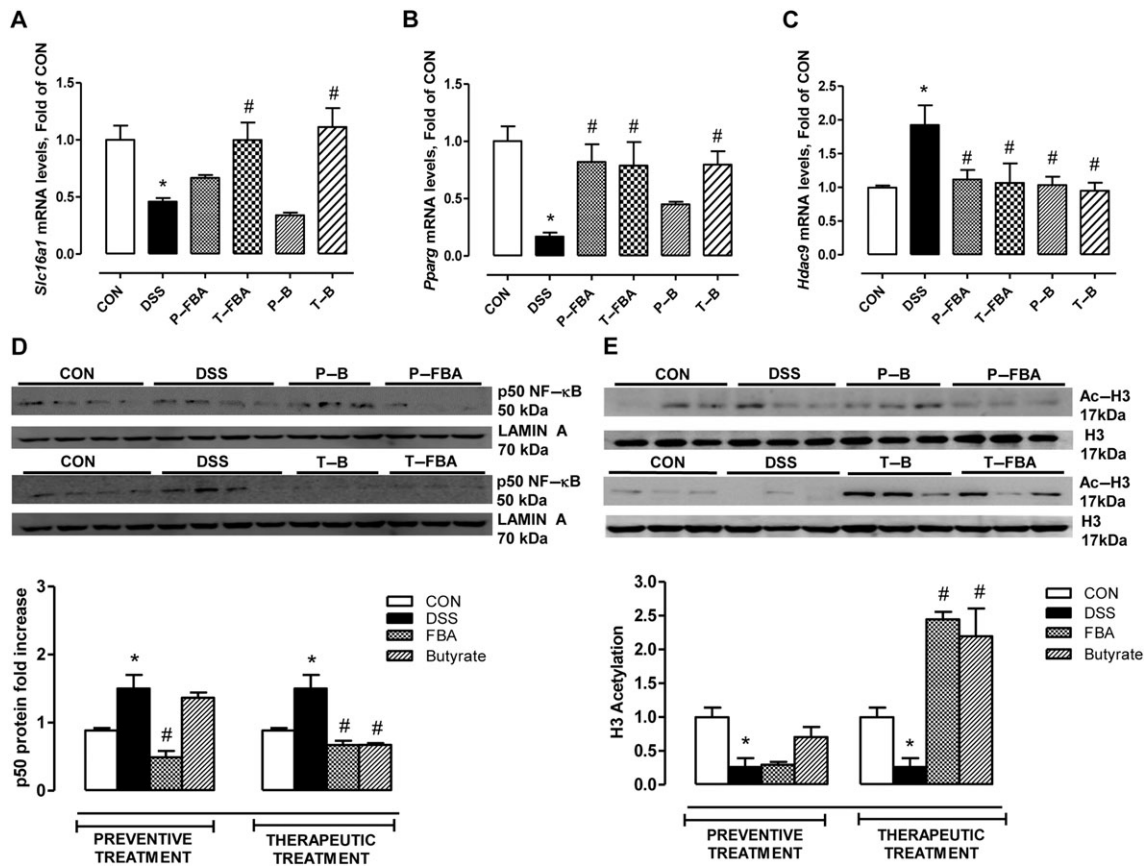 A
Slc16a1 mRNA levels, Fold of CON
1.5
1.0
0.5
0.0
*
#
#
CON
DSS
P–FBA
T–FBA
P–B
T–B
B
Pparg mRNA levels, Fold of CON
1.5
1.0
0.5
0.0
*
#
#
#
CON
DSS
P–FBA
T–FBA
P–B
T–B
C
Hdac9 mRNA levels, Fold of CON
2.5
2.0
1.5
1.0
0.5
0.0
*
#
#
#
#
CON
DSS
P–FBA
T–FBA
P–B
T–B
D
CON DSS P–B P–FBA
p50 NF–κB
50 kDa
LAMIN A
70 kDa
CON DSS T–B T–FBA
p50 NF–κB
50 kDa
LAMIN A
70 kDa
p50 protein fold increase
3
2
1
0
*
#
*
#
#
CON
DSS
FBA
Butyrate
PREVENTIVE
TREATMENT
THERAPEUTIC
TREATMENT
E
CON DSS P–B P–FBA
Ac–H3
17kDa
H3
17kDa
CON DSS T–B T–FBA
Ac–H3
17kDa
H3
17kDa
H3 Acetylation
3.0
2.5
2.0
1.5
1.0
0.5
0.0
*
*
#
#
CON
DSS
FBA
Butyrate
PREVENTIVE
TREATMENT
THERAPEUTIC
TREATMENT